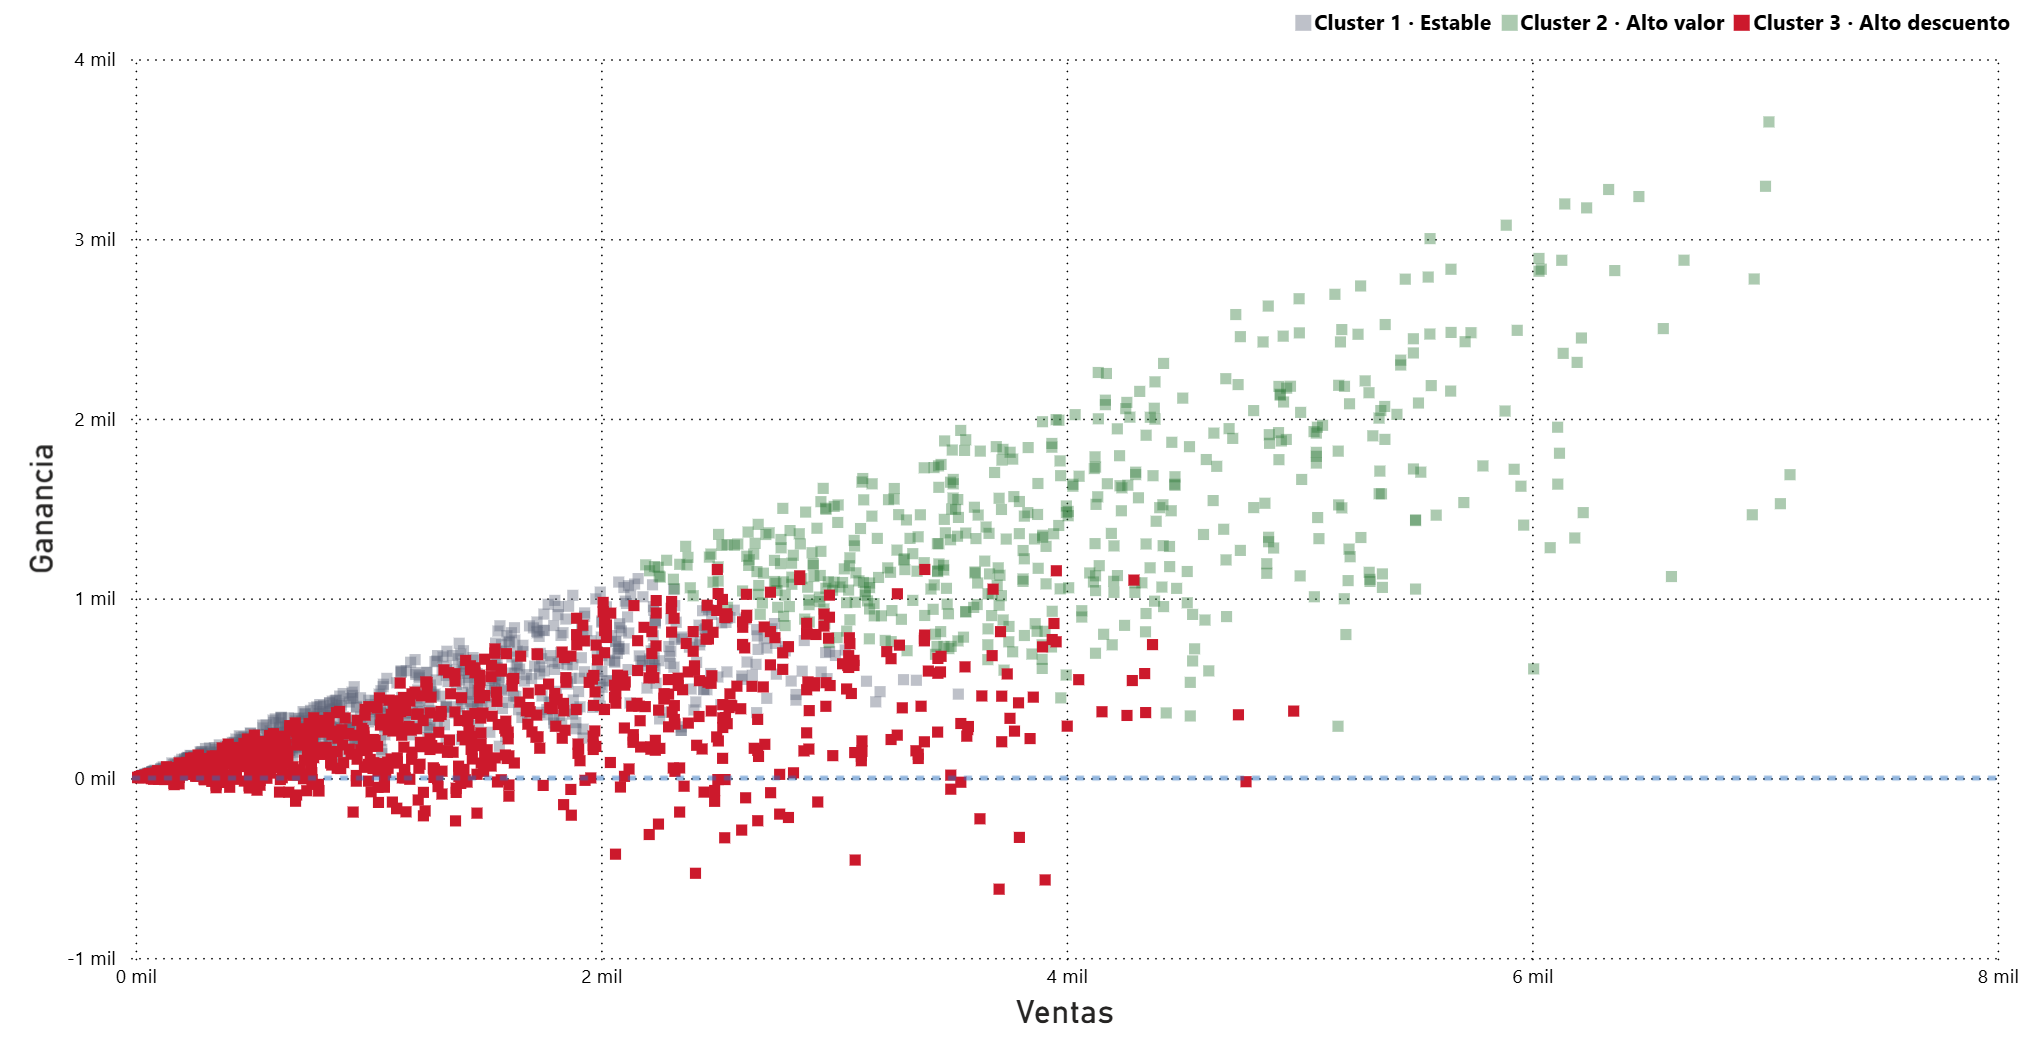 Cluster 1 · Estable Cluster 2 · Alto valor Cluster 3 · Alto descuento
4 mil
3 mil
2 mil
1 mil
0 mil
-1 mil
Ganancia
0 mil 2 mil 4 mil 6 mil 8 mil
Ventas